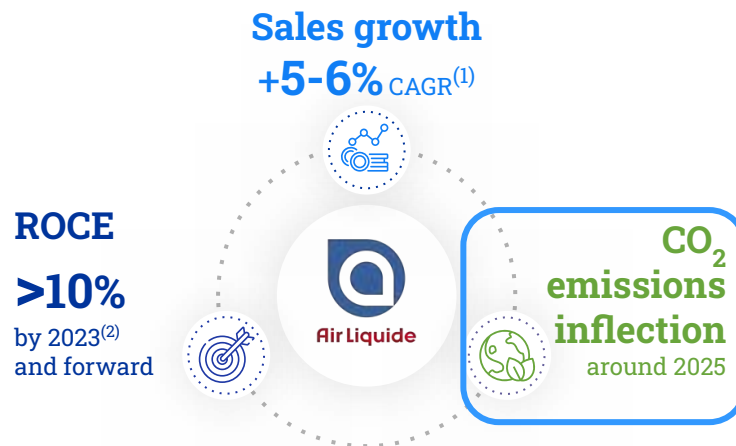 Sales growth
+5-6% CAGR(1)
ROCE
>10%
by 2023(2)
and forward
Air Liquide
CO2
emissions
inflection
around 2025